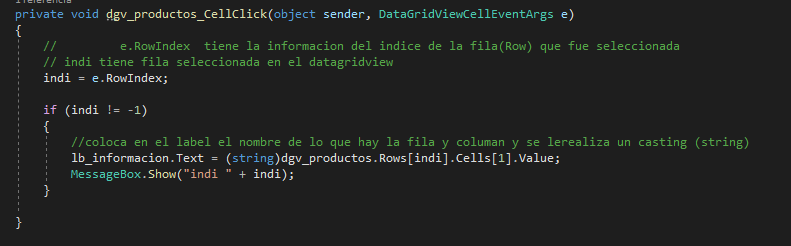 1 referencia
private void dgv_productos_CellClick(object sender, DataGridViewCellEventArgs e)
{
//        e.RowIndex  tiene la informacion del indice de la fila(Row) que fue seleccionada
// indi tiene fila seleccionada en el datagridview
indi = e.RowIndex;
if (indi != -1)
{
//coloca en el label el nombre de lo que hay la fila y columan y se lerealiza un casting (string)
lb_informacion.Text = (string)dgv_productos.Rows[indi].Cells[1].Value;
MessageBox.Show("indi " + indi);
}
}